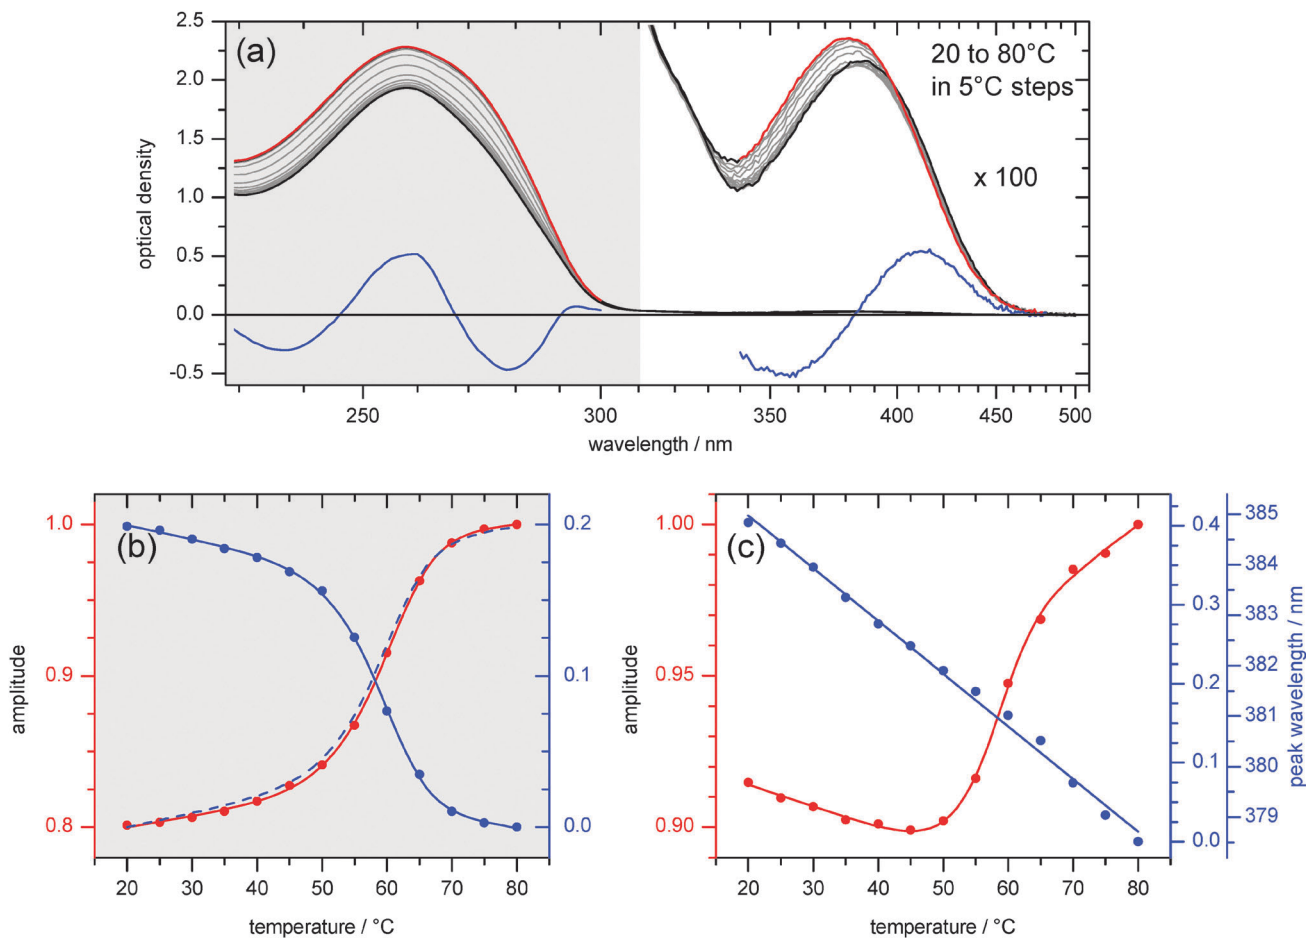 (a)
20 to 80°C
in 5°C steps
x 100
optical density
2.5
2.0
1.5
1.0
0.5
0.0
-0.5
250 300 350 400 450 500
wavelength / nm
(b)
amplitude
1.0
0.9
0.8
0.2
0.1
0.0
20 30 40 50 60 70 80
temperature / °C
(c)
amplitude
1.00
0.95
0.90
0.4
0.3
0.2
0.1
0.0
385
384
383
382
381
380
379
peak wavelength / nm
20 30 40 50 60 70 80
temperature / °C